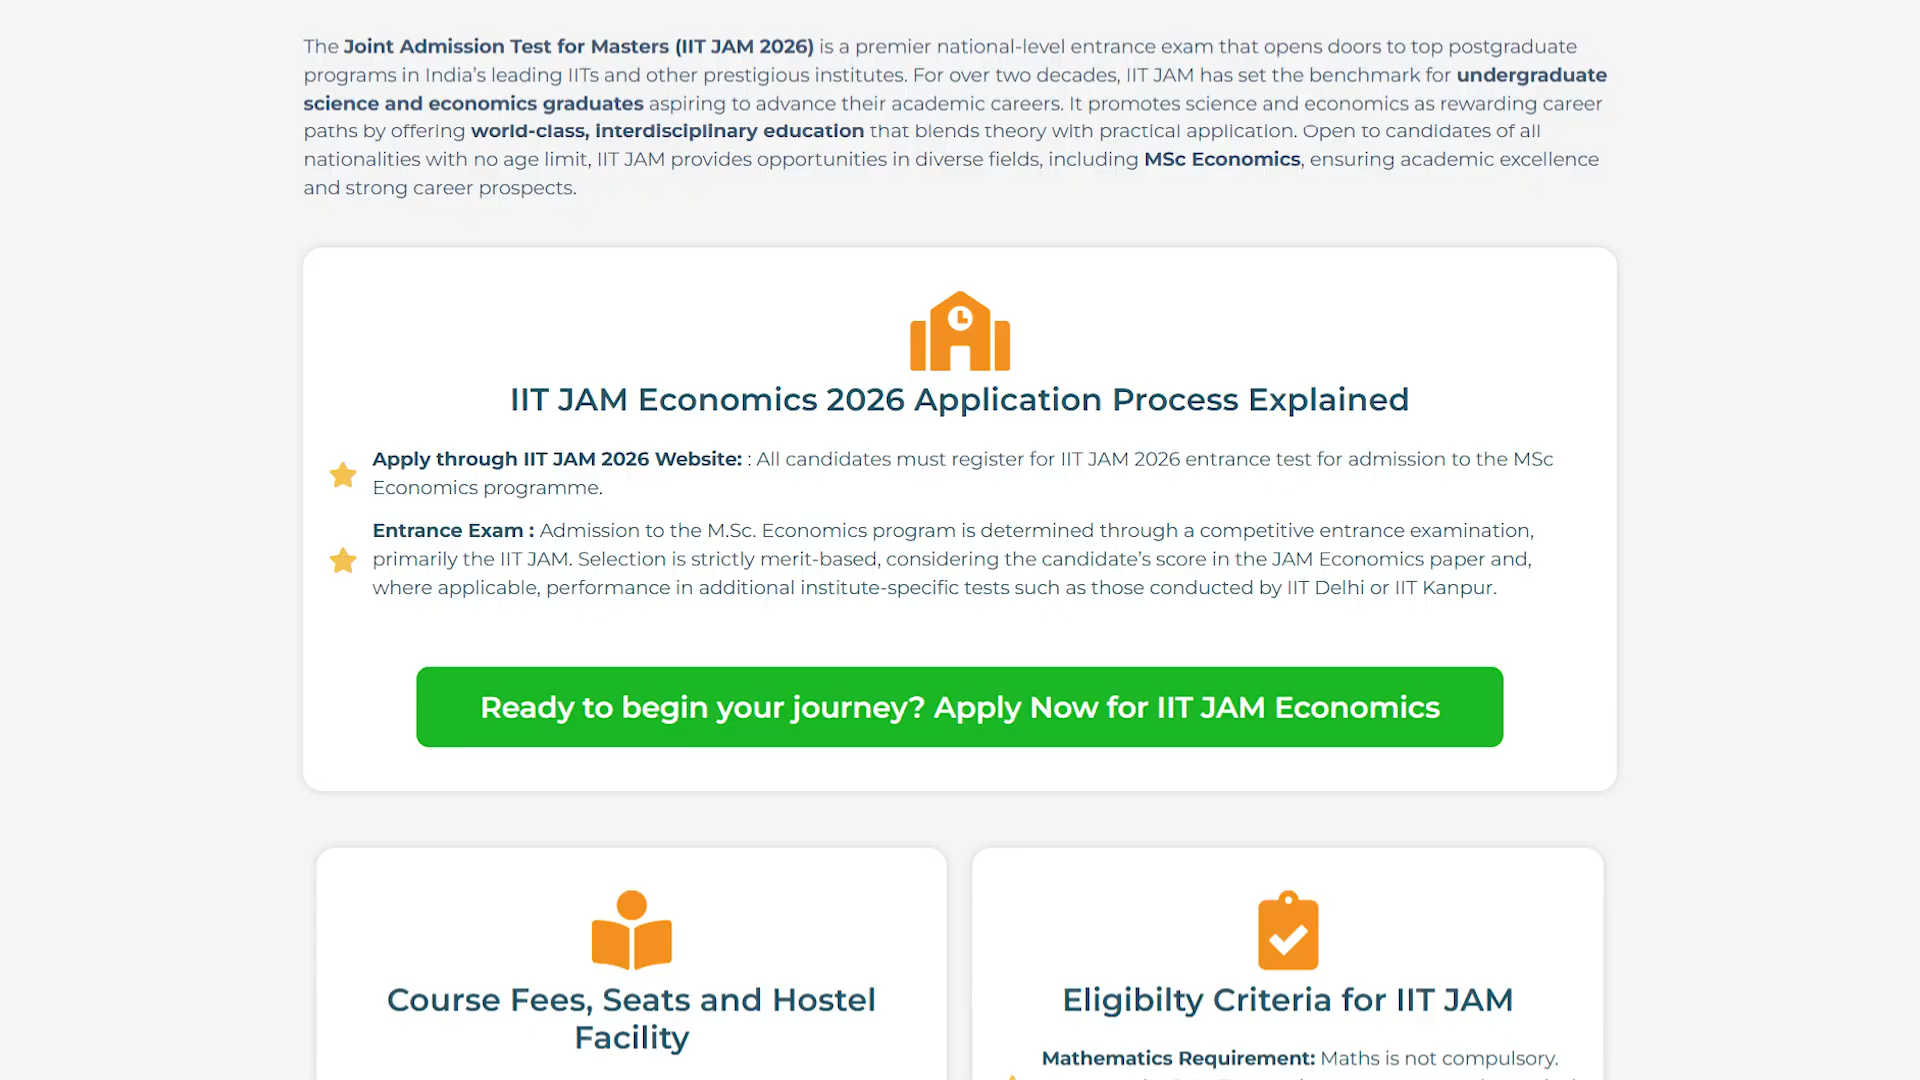 The Joint Admission Test for Masters (IIT JAM 2026) is a premier national-level entrance exam that opens doors to top postgraduate
programs in India's leading IITs and other prestigious institutes. For over two decades, IIT JAM has set the benchmark for undergraduate
science and economics graduates aspiring to advance their academic careers. It promotes science and economics as rewarding career
paths by offering world-class, interdisciplinary education that blends theory with practical application. Open to candidates of all
nationalities with no age limit, IIT JAM provides opportunities in diverse fields, including MSc Economics, ensuring academic excellence
and strong career prospects.
IIT JAM Economics 2026 Application Process Explained
Apply through IIT JAM 2026 Website: : All candidates must register for IIT JAM 2026 entrance test for admission to the MSc
Economics programme.
Entrance Exam : Admission to the M.Sc. Economics program is determined through a competitive entrance examination,
primarily the IIT JAM. Selection is strictly merit-based, considering the candidate's score in the JAM Economics paper and,
where applicable, performance in additional institute-specific tests such as those conducted by IIT Delhi or IIT Kanpur.
Ready to begin your journey? Apply Now for IIT JAM Economics
Course Fees, Seats and Hostel
Facility
Eligibilty Criteria for IIT JAM
Mathematics Requirement: Maths is not compulsory.